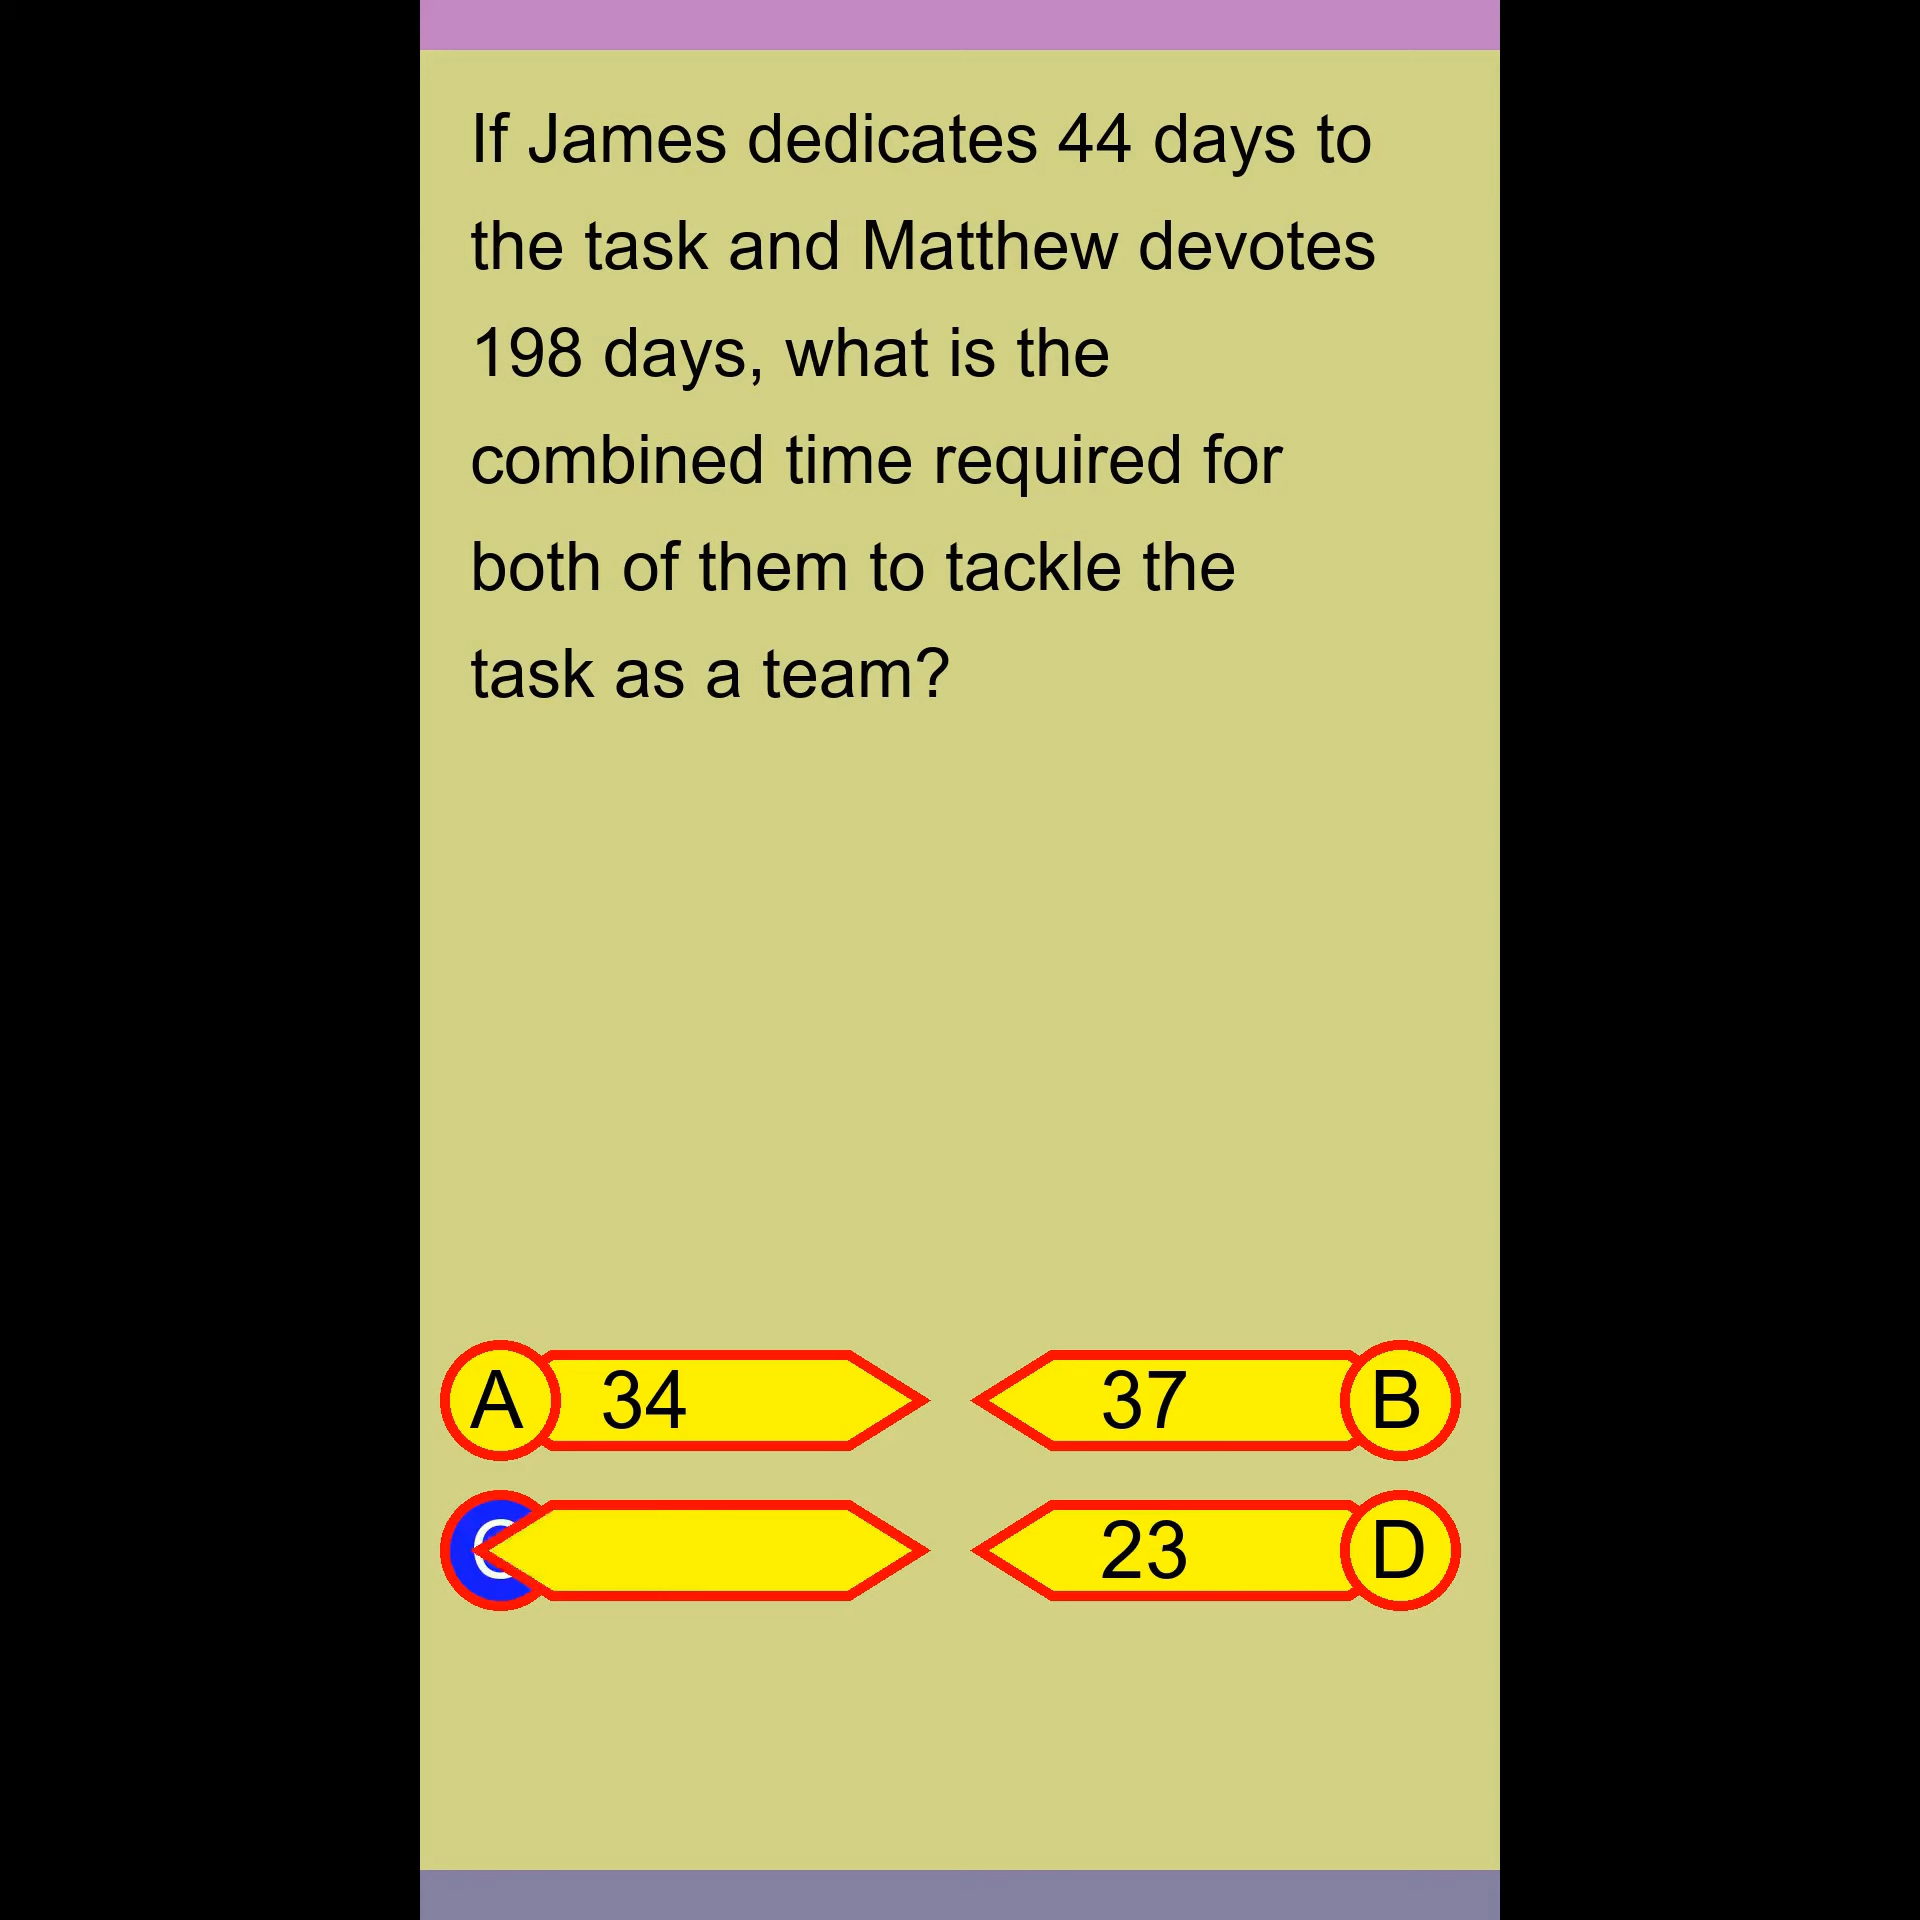 If James dedicates 44 days to
the task and Matthew devotes
198 days, what is the
combined time required for
both of them to tackle the
task as a team?
A 34
37 B
C
23 D